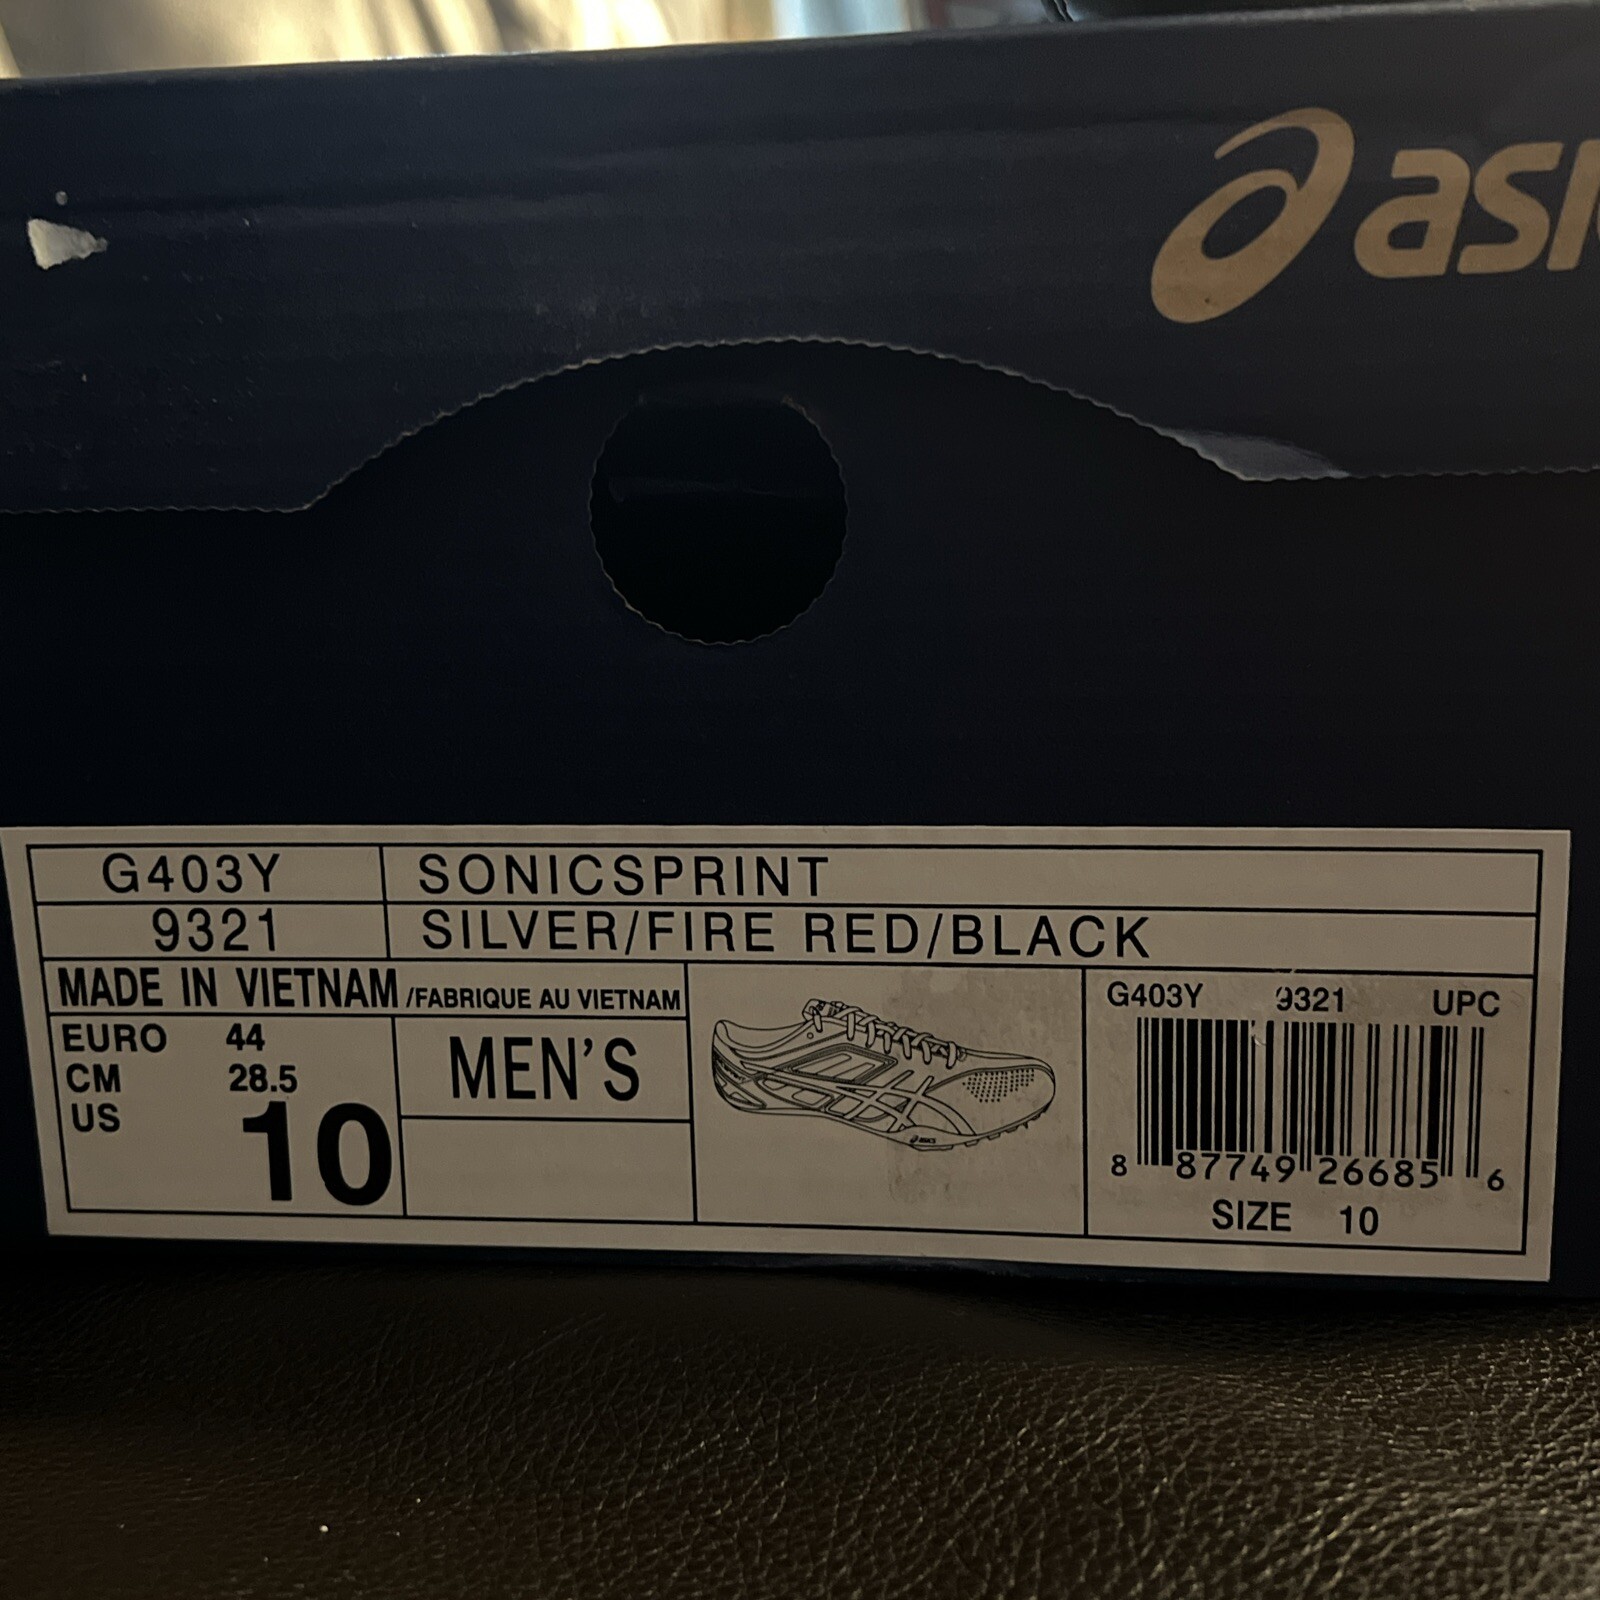 asi
G403Y SONICSPRINT
9321 SILVER/FIRE RED/BLACK
MADE IN VIETNAM /FABRIQUE AU VIETNAM
EURO 44
CM 28.5
US 10
MEN'S
asics
G403Y 9321 UPC
8 87749 26685 6
SIZE 10